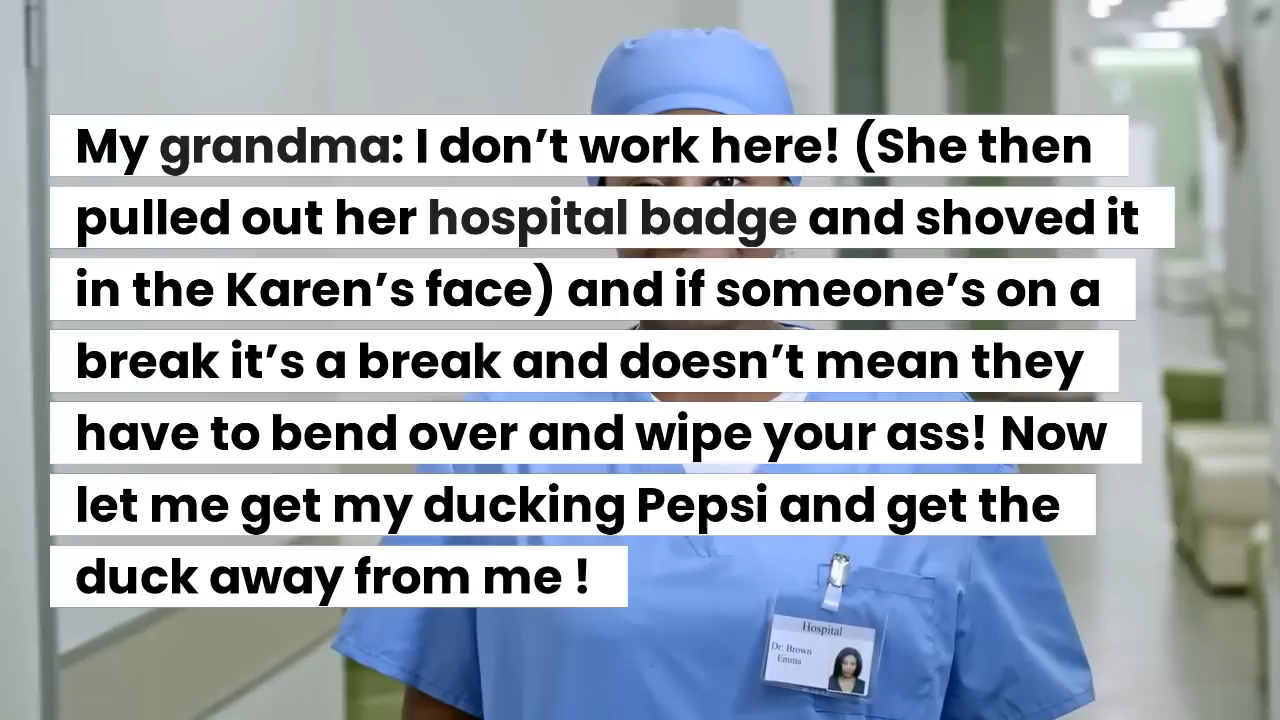 My grandma: I don’t work here! (She then
pulled out her hospital badge and shoved it
in the Karen’s face) and if someone’s on a
break it’s a break and doesn’t mean they
have to bend over and wipe your ass! Now
let me get my ducking Pepsi and get the
duck away from me !
Hospital
Dr. Brown
Emma